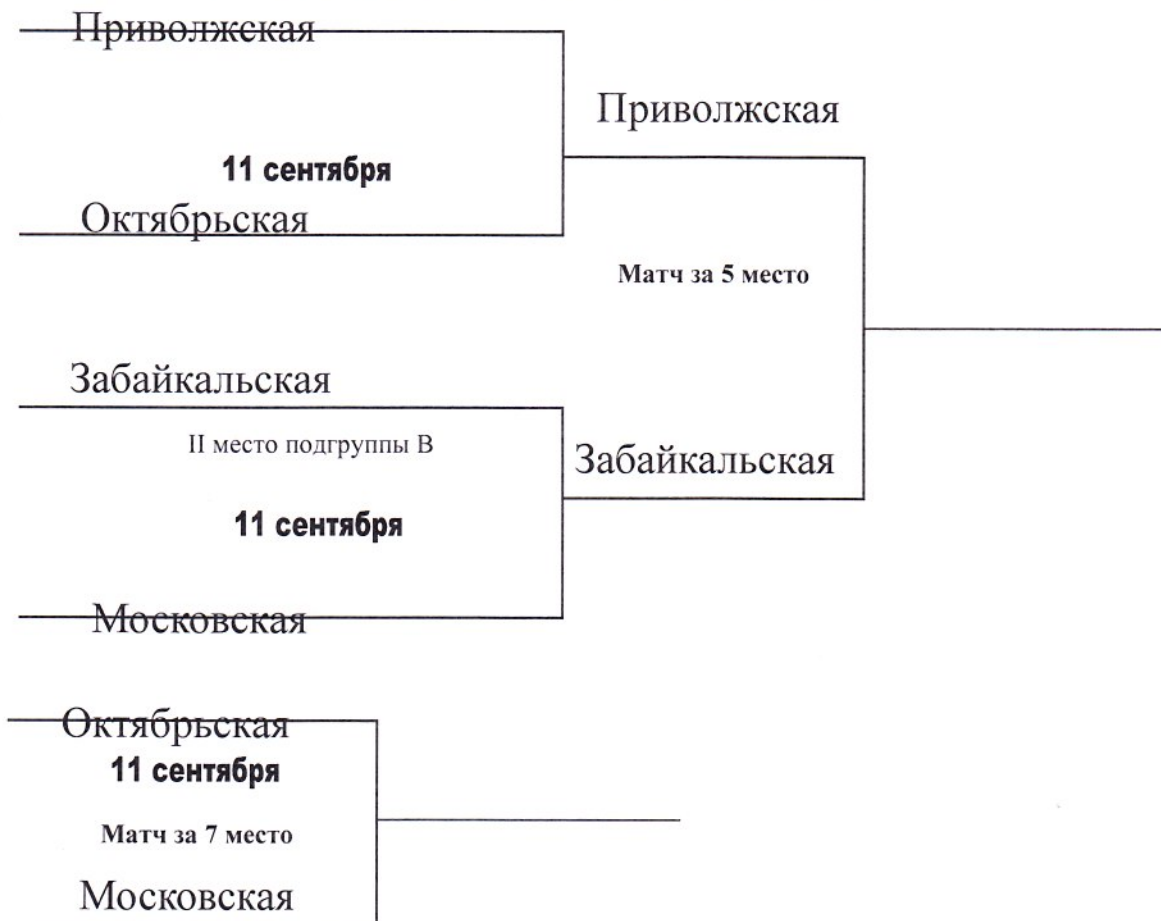 Приволжская
Приволжская
11 сентября
Октябрьская
Матч за 5 место
Забайкальская
II место подгруппы В
Забайкальская
11 сентября
Московская
Октябрьская
11 сентября
Матч за 7 место
Московская